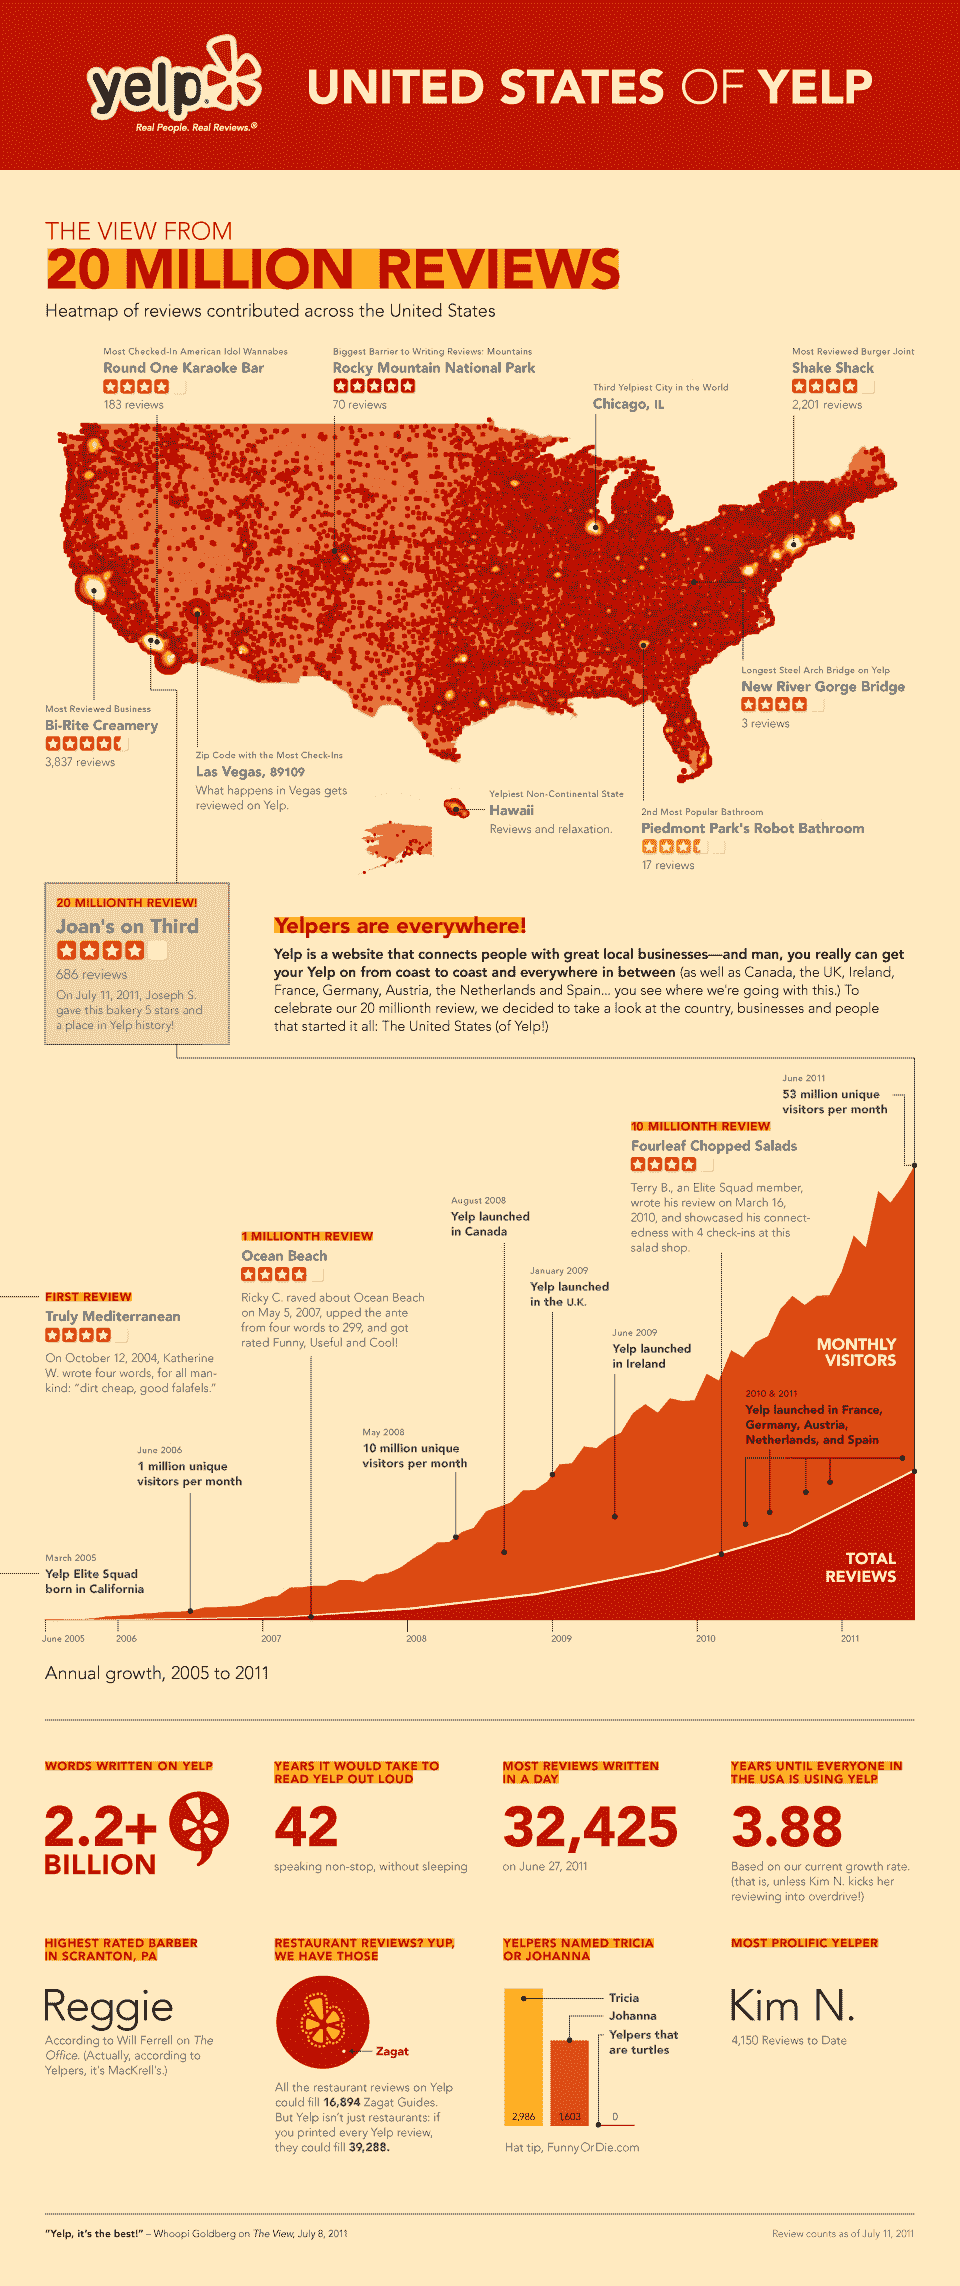 yelp
Real People. Real Reviews.®
UNITED STATES OF YELP
THE VIEW FROM
20 MILLION REVIEWS
Heatmap of reviews contributed across the United States
Most Checked-In American Idol Wannabes
Round One Karaoke Bar
183 reviews
Biggest Barrier to Writing Reviews: Mountains
Rocky Mountain National Park
70 reviews
Third Yelpiest City in the World
Chicago, IL
Most Reviewed Burger Joint
Shake Shack
2,201 reviews
Most Reviewed Business
Bi-Rite Creamery
3,837 reviews
Zip Code with the Most Check-Ins
Las Vegas, 89109
What happens in Vegas gets
reviewed on Yelp.
Yelpiest Non-Continental State
Hawaii
Reviews and relaxation.
Longest Steel Arch Bridge on Yelp
New River Gorge Bridge
3 reviews
2nd Most Popular Bathroom
Piedmont Park's Robot Bathroom
17 reviews
20 MILLIONTH REVIEW!
Joan's on Third
686 reviews
On July 11, 2011, Joseph S.
gave this bakery 5 stars and
a place in Yelp history!
Yelpers are everywhere!
Yelp is a website that connects people with great local businesses—and man, you really can get
your Yelp on from coast to coast and everywhere in between (as well as Canada, the UK, Ireland,
France, Germany, Austria, the Netherlands and Spain... you see where we're going with this.) To
celebrate our 20 millionth review, we decided to take a look at the country, businesses and people
that started it all: The United States (of Yelp!)
June 2011
53 million unique
visitors per month
10 MILLIONTH REVIEW
Fourleaf Chopped Salads
Terry B., an Elite Squad member,
wrote his review on March 16,
2010, and showcased his connect-
edness with 4 check-ins at this
salad shop.
August 2008
Yelp launched
in Canada
1 MILLIONTH REVIEW
Ocean Beach
Ricky C. raved about Ocean Beach
on May 5, 2007, upped the ante
from four words to 299, and got
rated Funny, Useful and Cool!
January 2009
Yelp launched
in the U.K.
FIRST REVIEW
Truly Mediterranean
On October 12, 2004, Katherine
W. wrote four words, for all man-
kind: "dirt cheap, good falafels."
June 2009
Yelp launched
in Ireland
MONTHLY
VISITORS
2010 & 2011
Yelp launched in France,
Germany, Austria,
Netherlands, and Spain
May 2008
10 million unique
visitors per month
June 2006
1 million unique
visitors per month
March 2005
Yelp Elite Squad
born in California
TOTAL
REVIEWS
June 2005 2006 2007 2008 2009 2010 2011
Annual growth, 2005 to 2011
WORDS WRITTEN ON YELP
2.2+
BILLION
YEARS IT WOULD TAKE TO
READ YELP OUT LOUD
42
speaking non-stop, without sleeping
MOST REVIEWS WRITTEN
IN A DAY
32,425
on June 27, 2011
YEARS UNTIL EVERYONE IN
THE USA IS USING YELP
3.88
Based on our current growth rate.
(that is, unless Kim N. kicks her
reviewing into overdrive!)
HIGHEST RATED BARBER
IN SCRANTON, PA
Reggie
According to Will Ferrell on The
Office. (Actually, according to
Yelpers, it's MacKrell's.)
RESTAURANT REVIEWS? YUP,
WE HAVE THOSE
Zagat
All the restaurant reviews on Yelp
could fill 16,894 Zagat Guides.
But Yelp isn't just restaurants: if
you printed every Yelp review,
they could fill 39,288.
YELPERS NAMED TRICIA
OR JOHANNA
Tricia
Johanna
Yelpers that
are turtles
2,986 1,603 0
Hat tip, FunnyOrDie.com
MOST PROLIFIC YELPER
Kim N.
4,150 Reviews to Date
"Yelp, it's the best!" – Whoopi Goldberg on The View, July 8, 2011
Review counts as of July 11, 2011